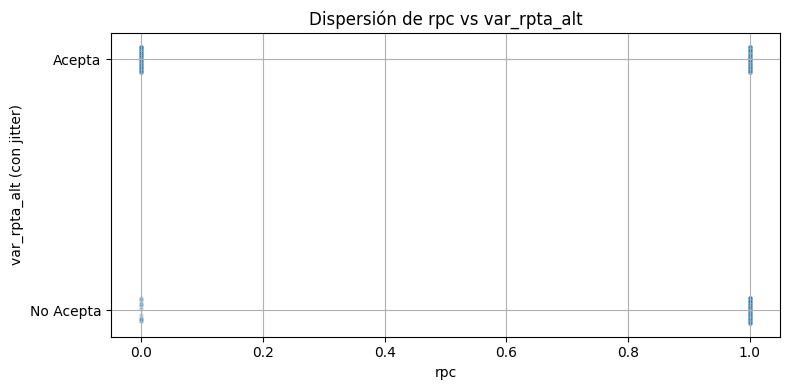 Dispersión de rpc vs var_rpta_alt
var_rpta_alt (con jitter)
Acepta
No Acepta
0.0 0.2 0.4 0.6 0.8 1.0
rpc